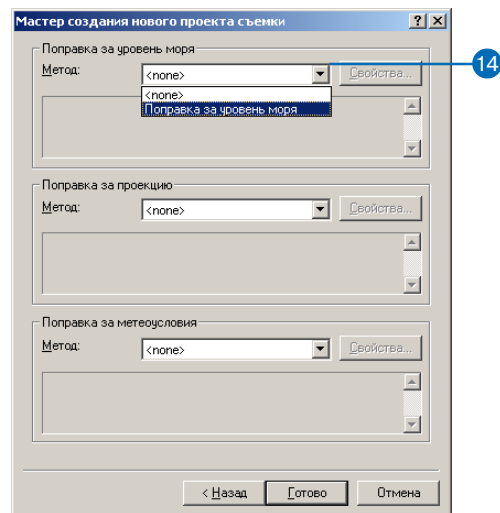 Мастер создания нового проекта съемки
Поправка за уровень моря
Метод: <none> Свойства...
<none>
Поправка за уровень моря
14
Поправка за проекцию
Метод: <none> Свойства...
Поправка за метеоусловия
Метод: <none> Свойства...
< Назад Готово Отмена